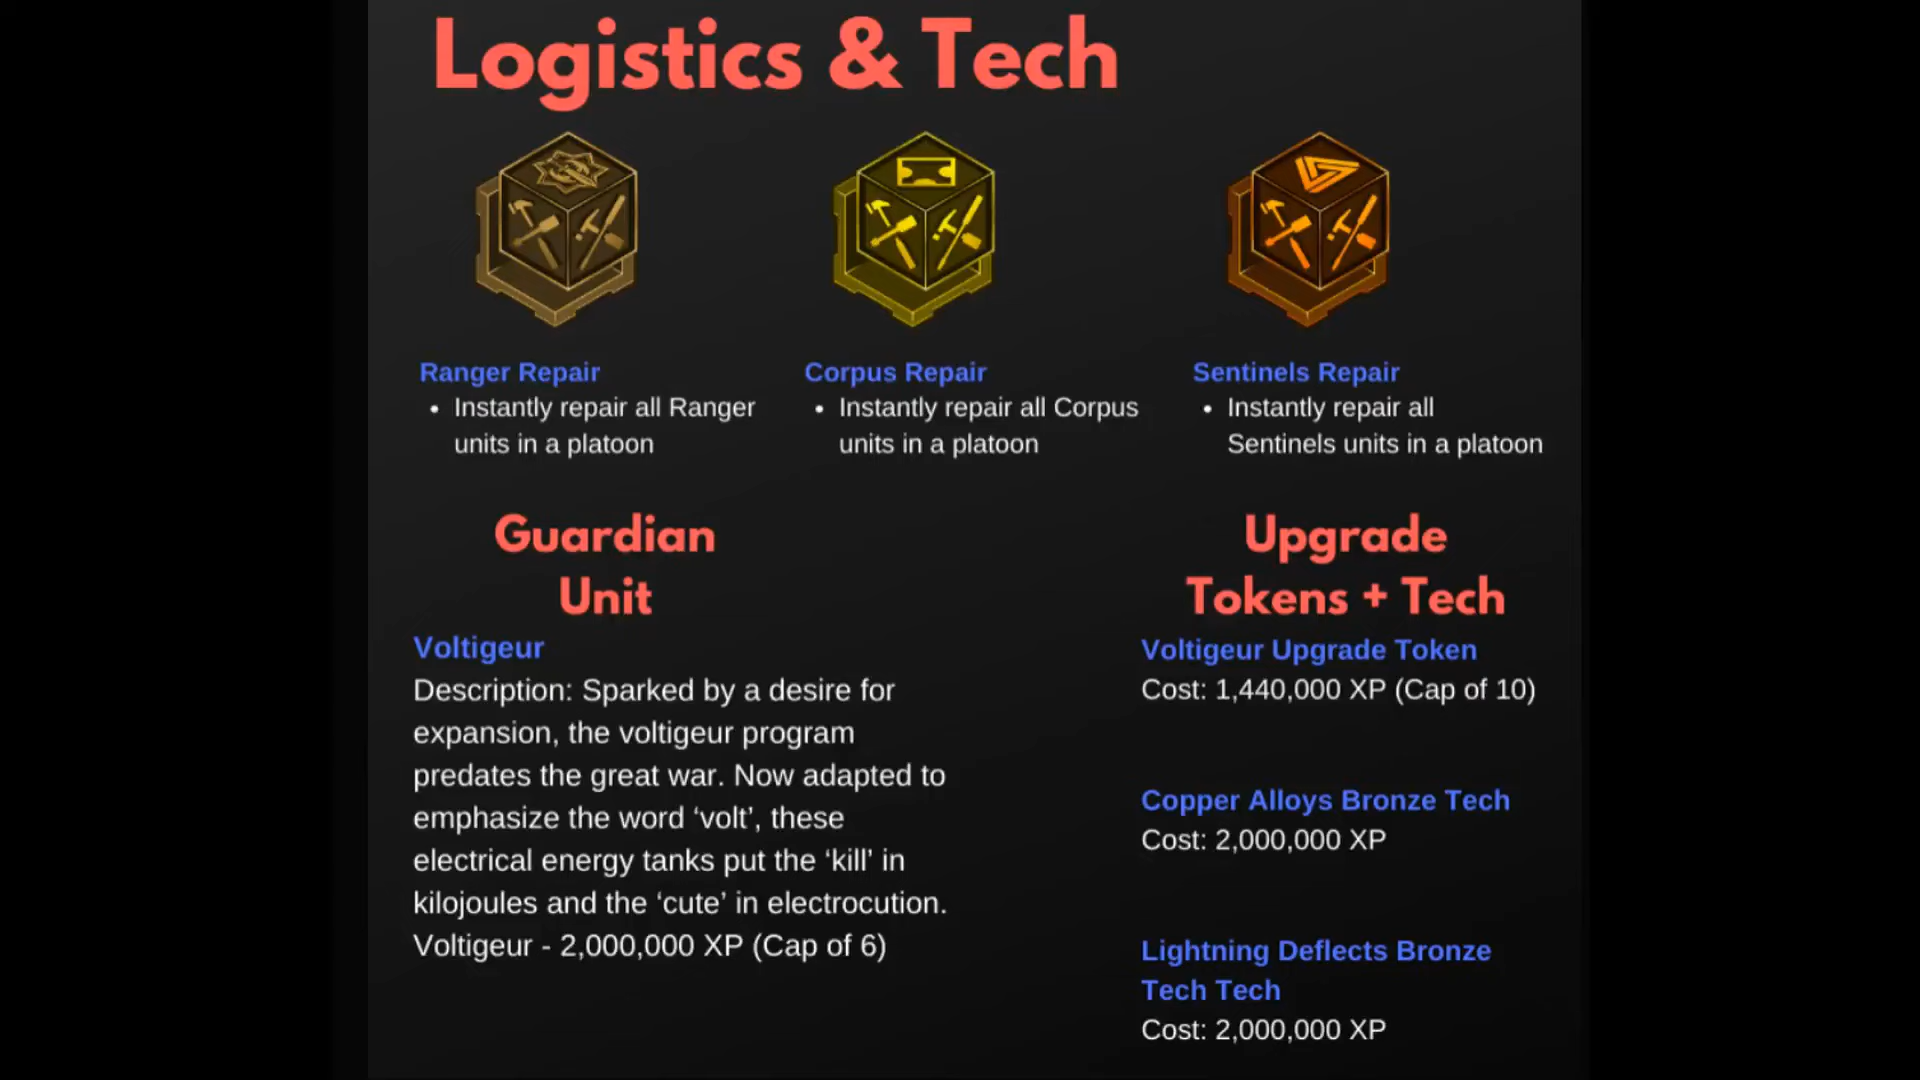 Logistics & Tech
Ranger Repair
• Instantly repair all Ranger
units in a platoon
Corpus Repair
• Instantly repair all Corpus
units in a platoon
Sentinels Repair
• Instantly repair all
Sentinels units in a platoon
Guardian
Unit
Voltigeur
Description: Sparked by a desire for
expansion, the voltigeur program
predates the great war. Now adapted to
emphasize the word ‘volt’, these
electrical energy tanks put the ‘kill’ in
kilojoules and the ‘cute’ in electrocution.
Voltigeur - 2,000,000 XP (Cap of 6)
Upgrade
Tokens + Tech
Voltigeur Upgrade Token
Cost: 1,440,000 XP (Cap of 10)
Copper Alloys Bronze Tech
Cost: 2,000,000 XP
Lightning Deflects Bronze
Tech Tech
Cost: 2,000,000 XP